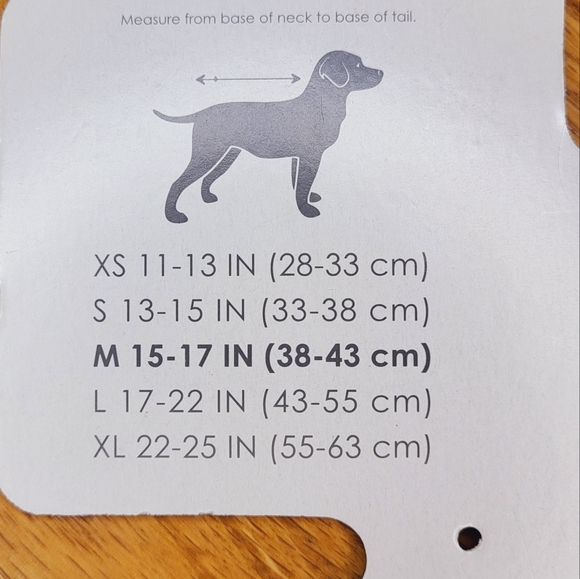 Measure from base of neck to base of tail.
XS 11-13 IN (28-33 cm)
S 13-15 IN (33-38 cm)
M 15-17 IN (38-43 cm)
L 17-22 IN (43-55 cm)
XL 22-25 IN (55-63 cm)